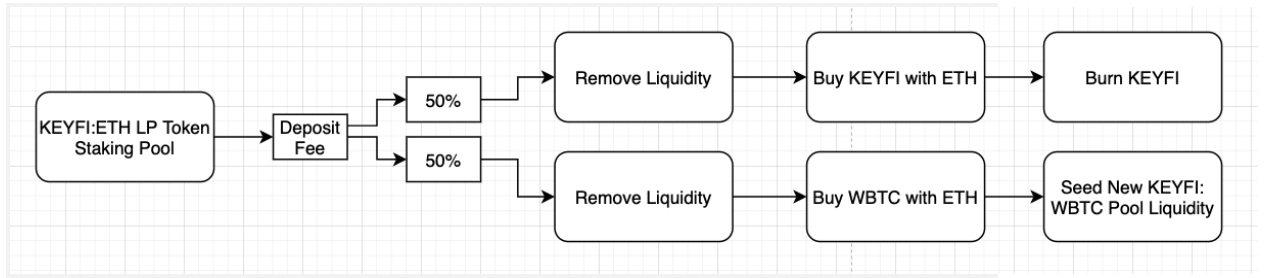 KEYFI:ETH LP Token
Staking Pool
Deposit
Fee
50%
Remove Liquidity
Buy KEYFI with ETH
Burn KEYFI
50%
Remove Liquidity
Buy WBTC with ETH
Seed New KEYFI:
WBTC Pool Liquidity